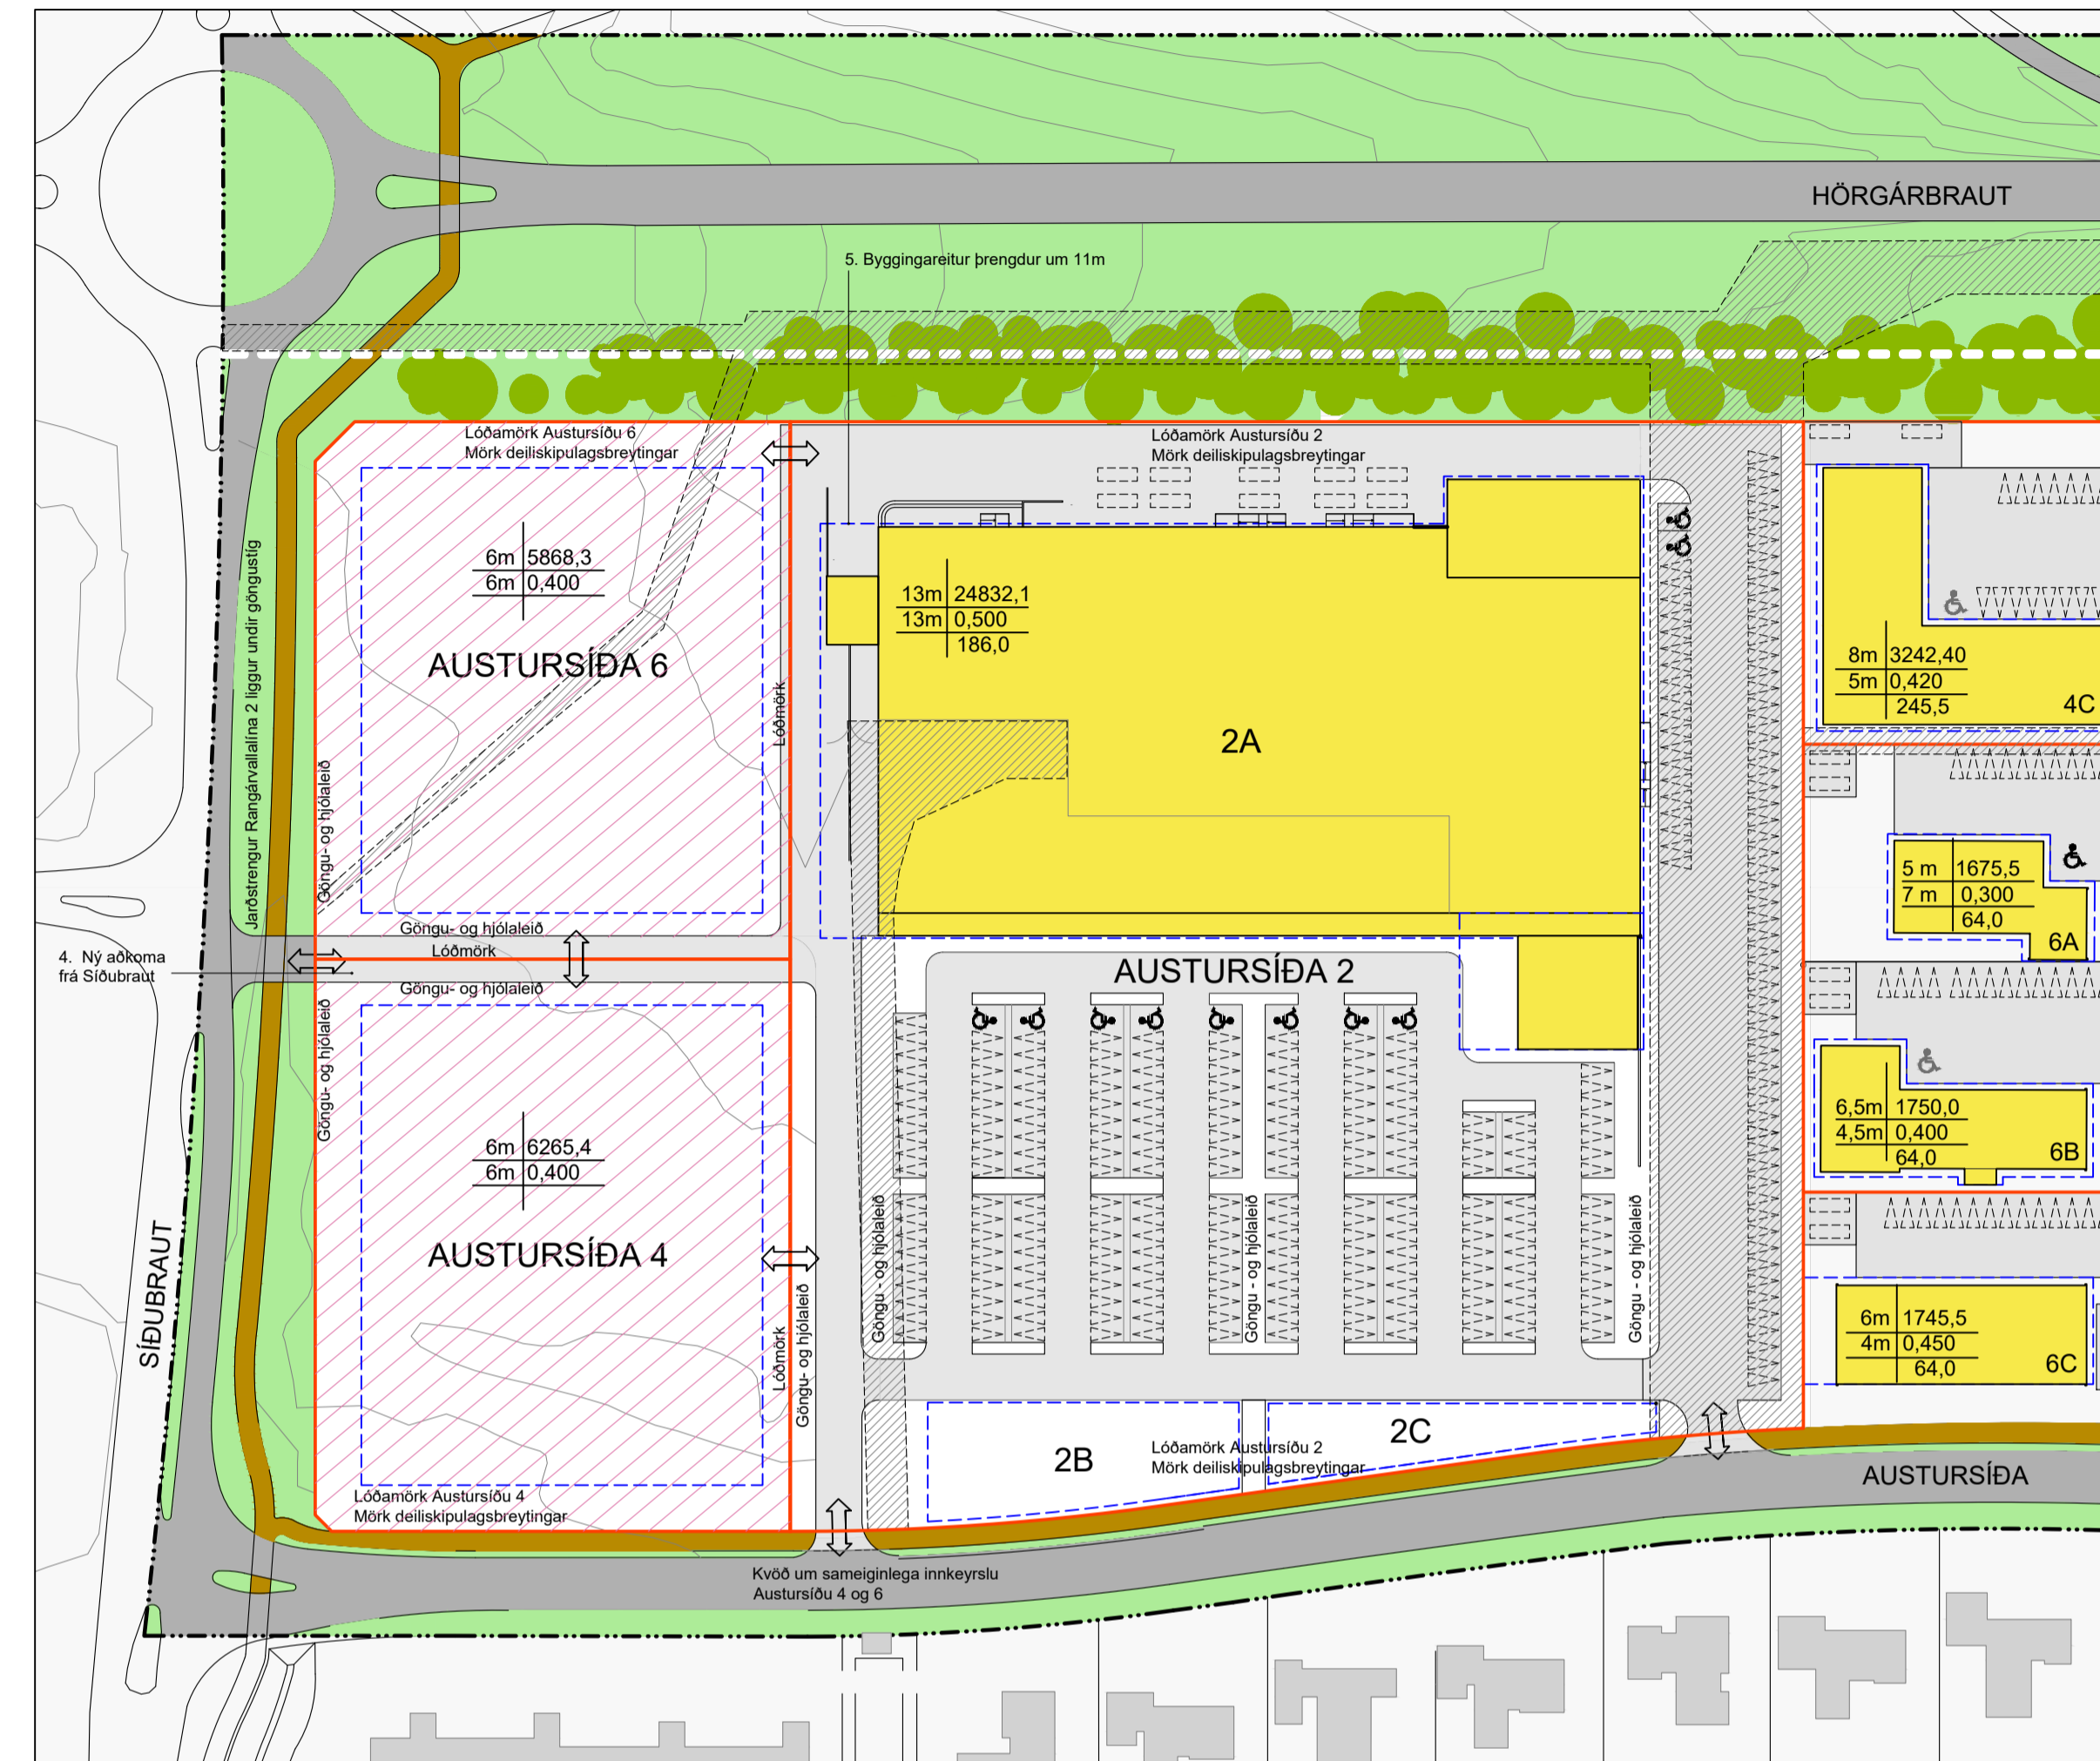 HÖRGÁRBRAUT
5. Byggingareitur þrengdur um 11m
Lóðamörk Austursíðu 6
Mörk deiliskipulagsbreytingar
Lóðamörk Austursíðu 2
Mörk deiliskipulagsbreytingar
6m 5868,3
6m 0,400
AUSTURSÍÐA 6
Jarðstrengur Rangárvallalína 2 liggur undir göngustíg
Göngu- og hjólaleið
Lóðmörk
13m 24832,1
13m 0,500
186,0
2A
8m 3242,40
5m 0,420
245,5
4C
5 m 1675,5
7 m 0,300
64,0
6A
Göngu- og hjólaleið
Lóðmörk
Göngu- og hjólaleið
4. Ný aðkoma
frá Síðubraut
AUSTURSÍÐA 2
Göngu- og hjólaleið
6m 6265,4
6m 0,400
AUSTURSÍÐA 4
6,5m 1750,0
4,5m 0,400
64,0
6B
SÍÐUBRAUT
Lóðmörk
Göngu- og hjólaleið
Göngu - og hjólaleið
Göngu - og hjólaleið
Göngu - og hjólaleið
6m 1745,5
4m 0,450
64,0
6C
2B
2C
Lóðamörk Austursíðu 2
Mörk deiliskipulagsbreytingar
AUSTURSÍÐA
Lóðamörk Austursíðu 4
Mörk deiliskipulagsbreytingar
Kvöð um sameiginlega innkeyrslu
Austursíðu 4 og 6